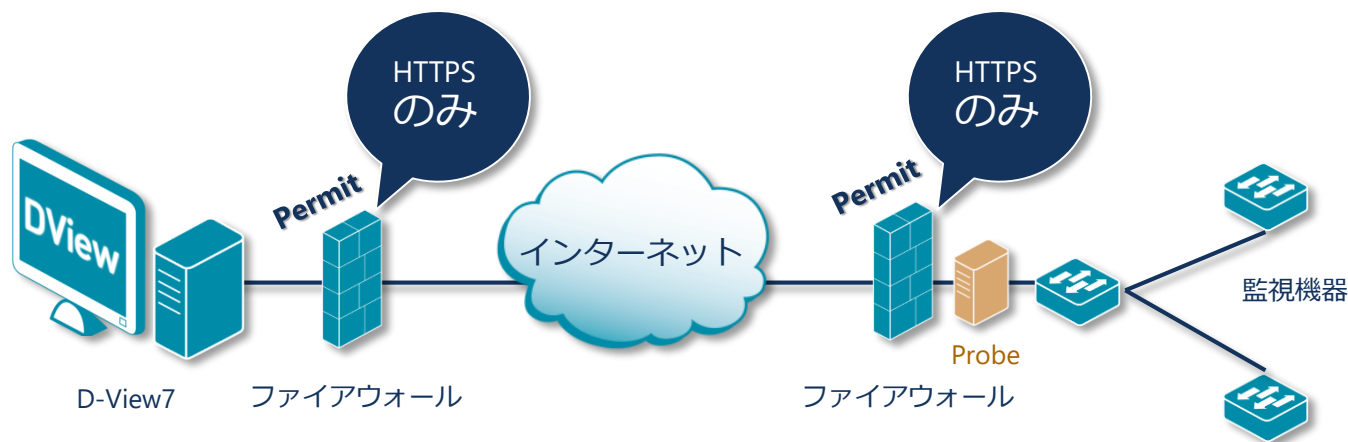 HTTPS
のみ
HTTPS
のみ
Permit
Permit
DView
インターネット
監視機器
Probe
D-View7
ファイアウォール
ファイアウォール